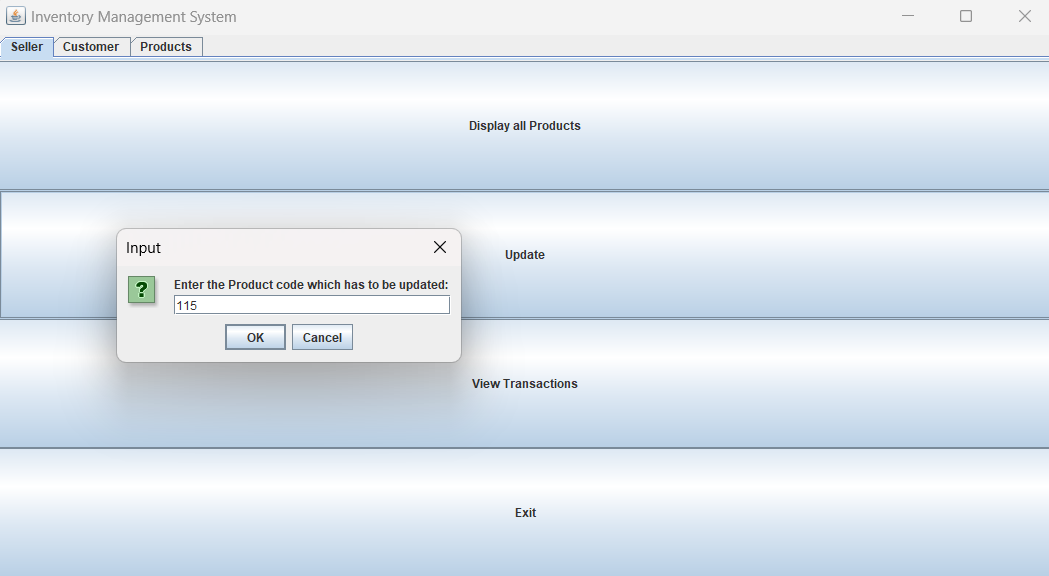 Inventory Management System
Seller Customer Products
Display all Products
Update
Input
?
Enter the Product code which has to be updated:
115
OK Cancel
View Transactions
Exit